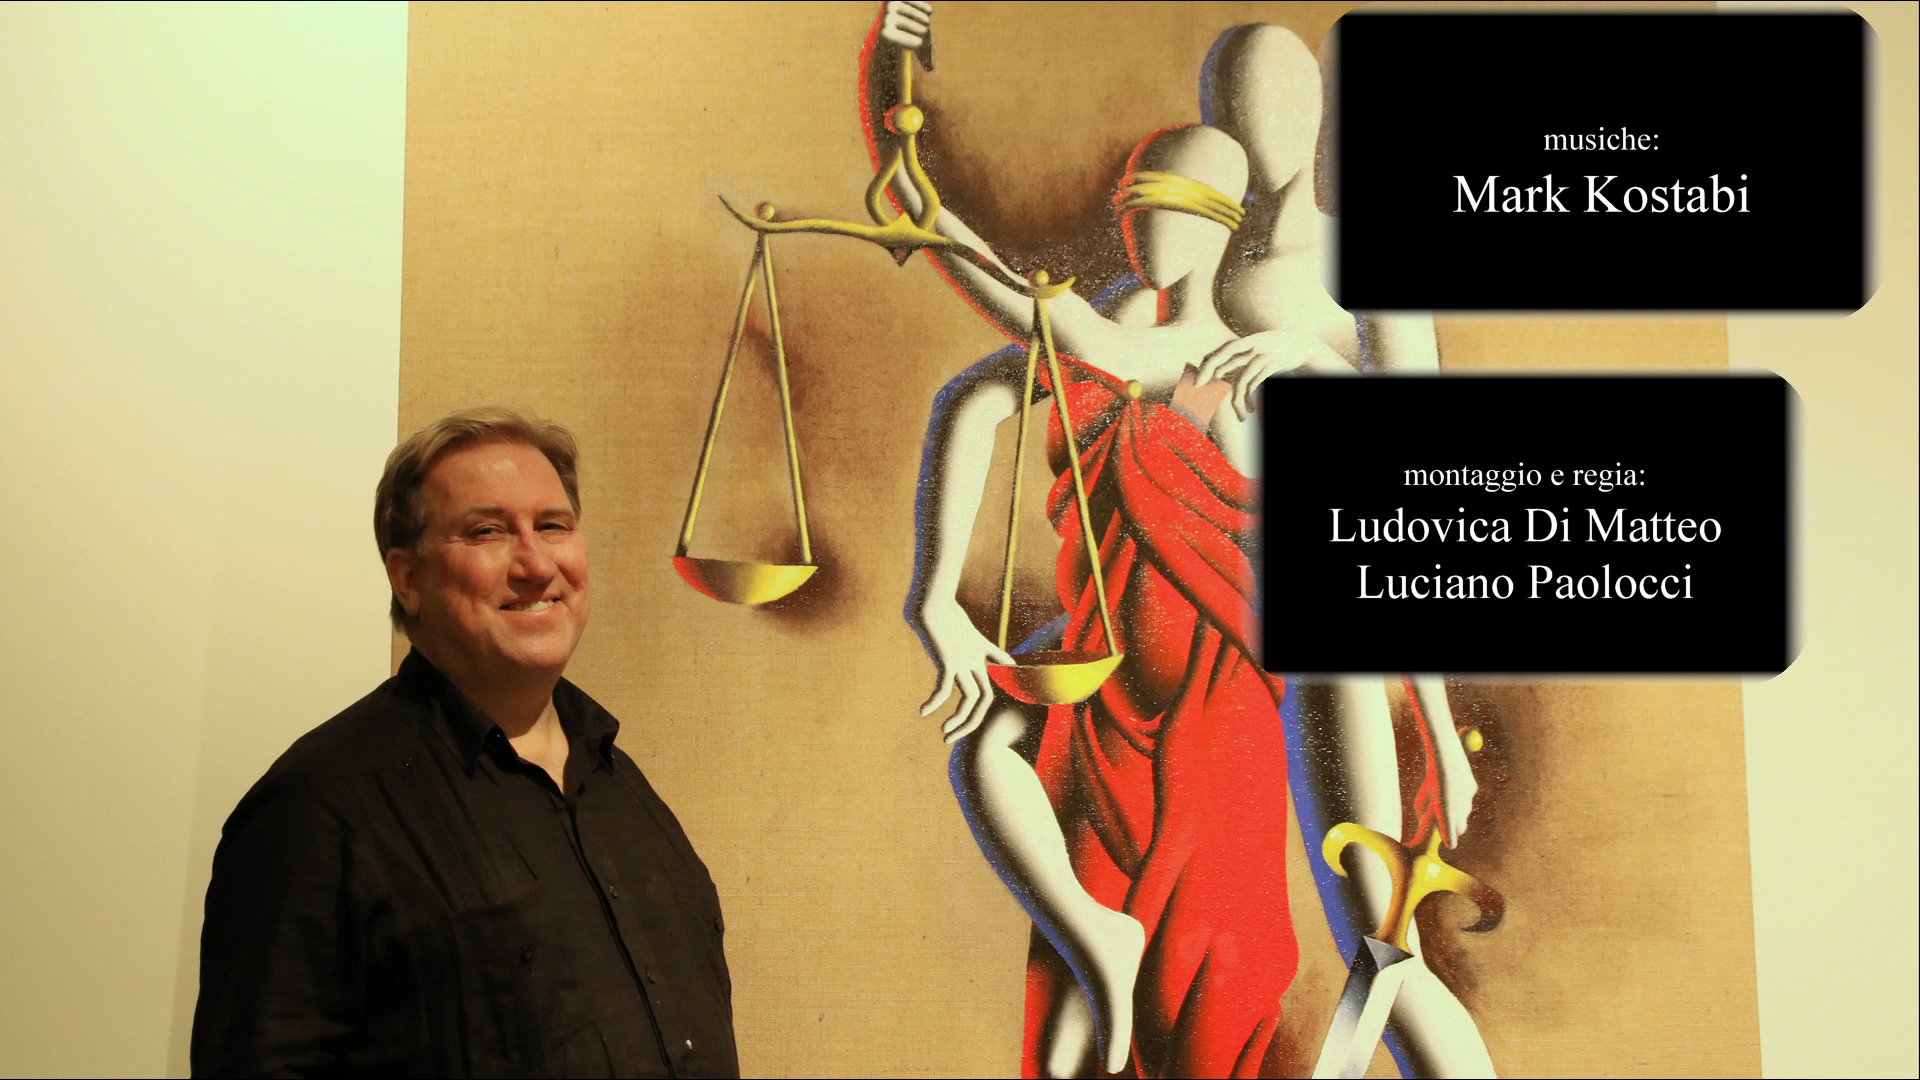 musiche:
Mark Kostabi
montaggio e regia:
Ludovica Di Matteo
Luciano Paolocci